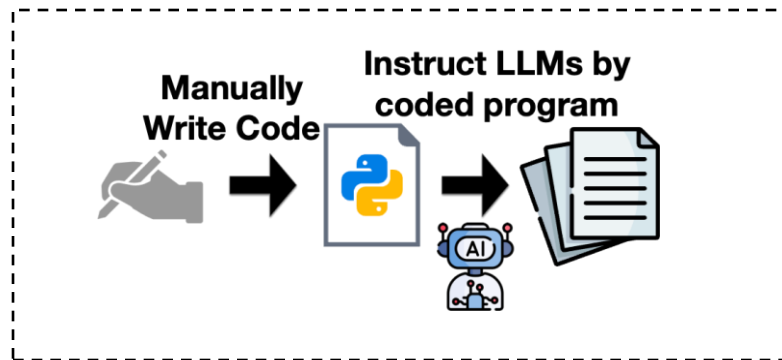 Manually
Write Code
Instruct LLMs by
coded program
AI